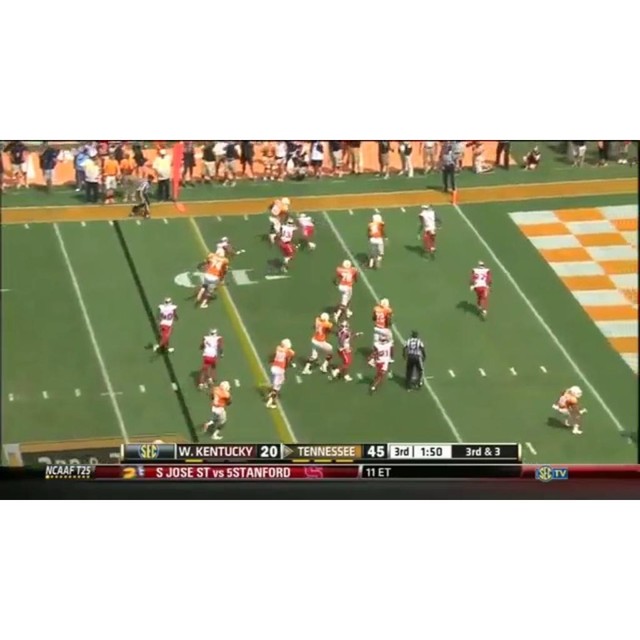 SEC W. KENTUCKY 20 TENNESSEE 45 3rd 1:50 3rd & 3
NCAAF T25 S JOSE ST vs 5STANFORD S 11 ET SEC TV